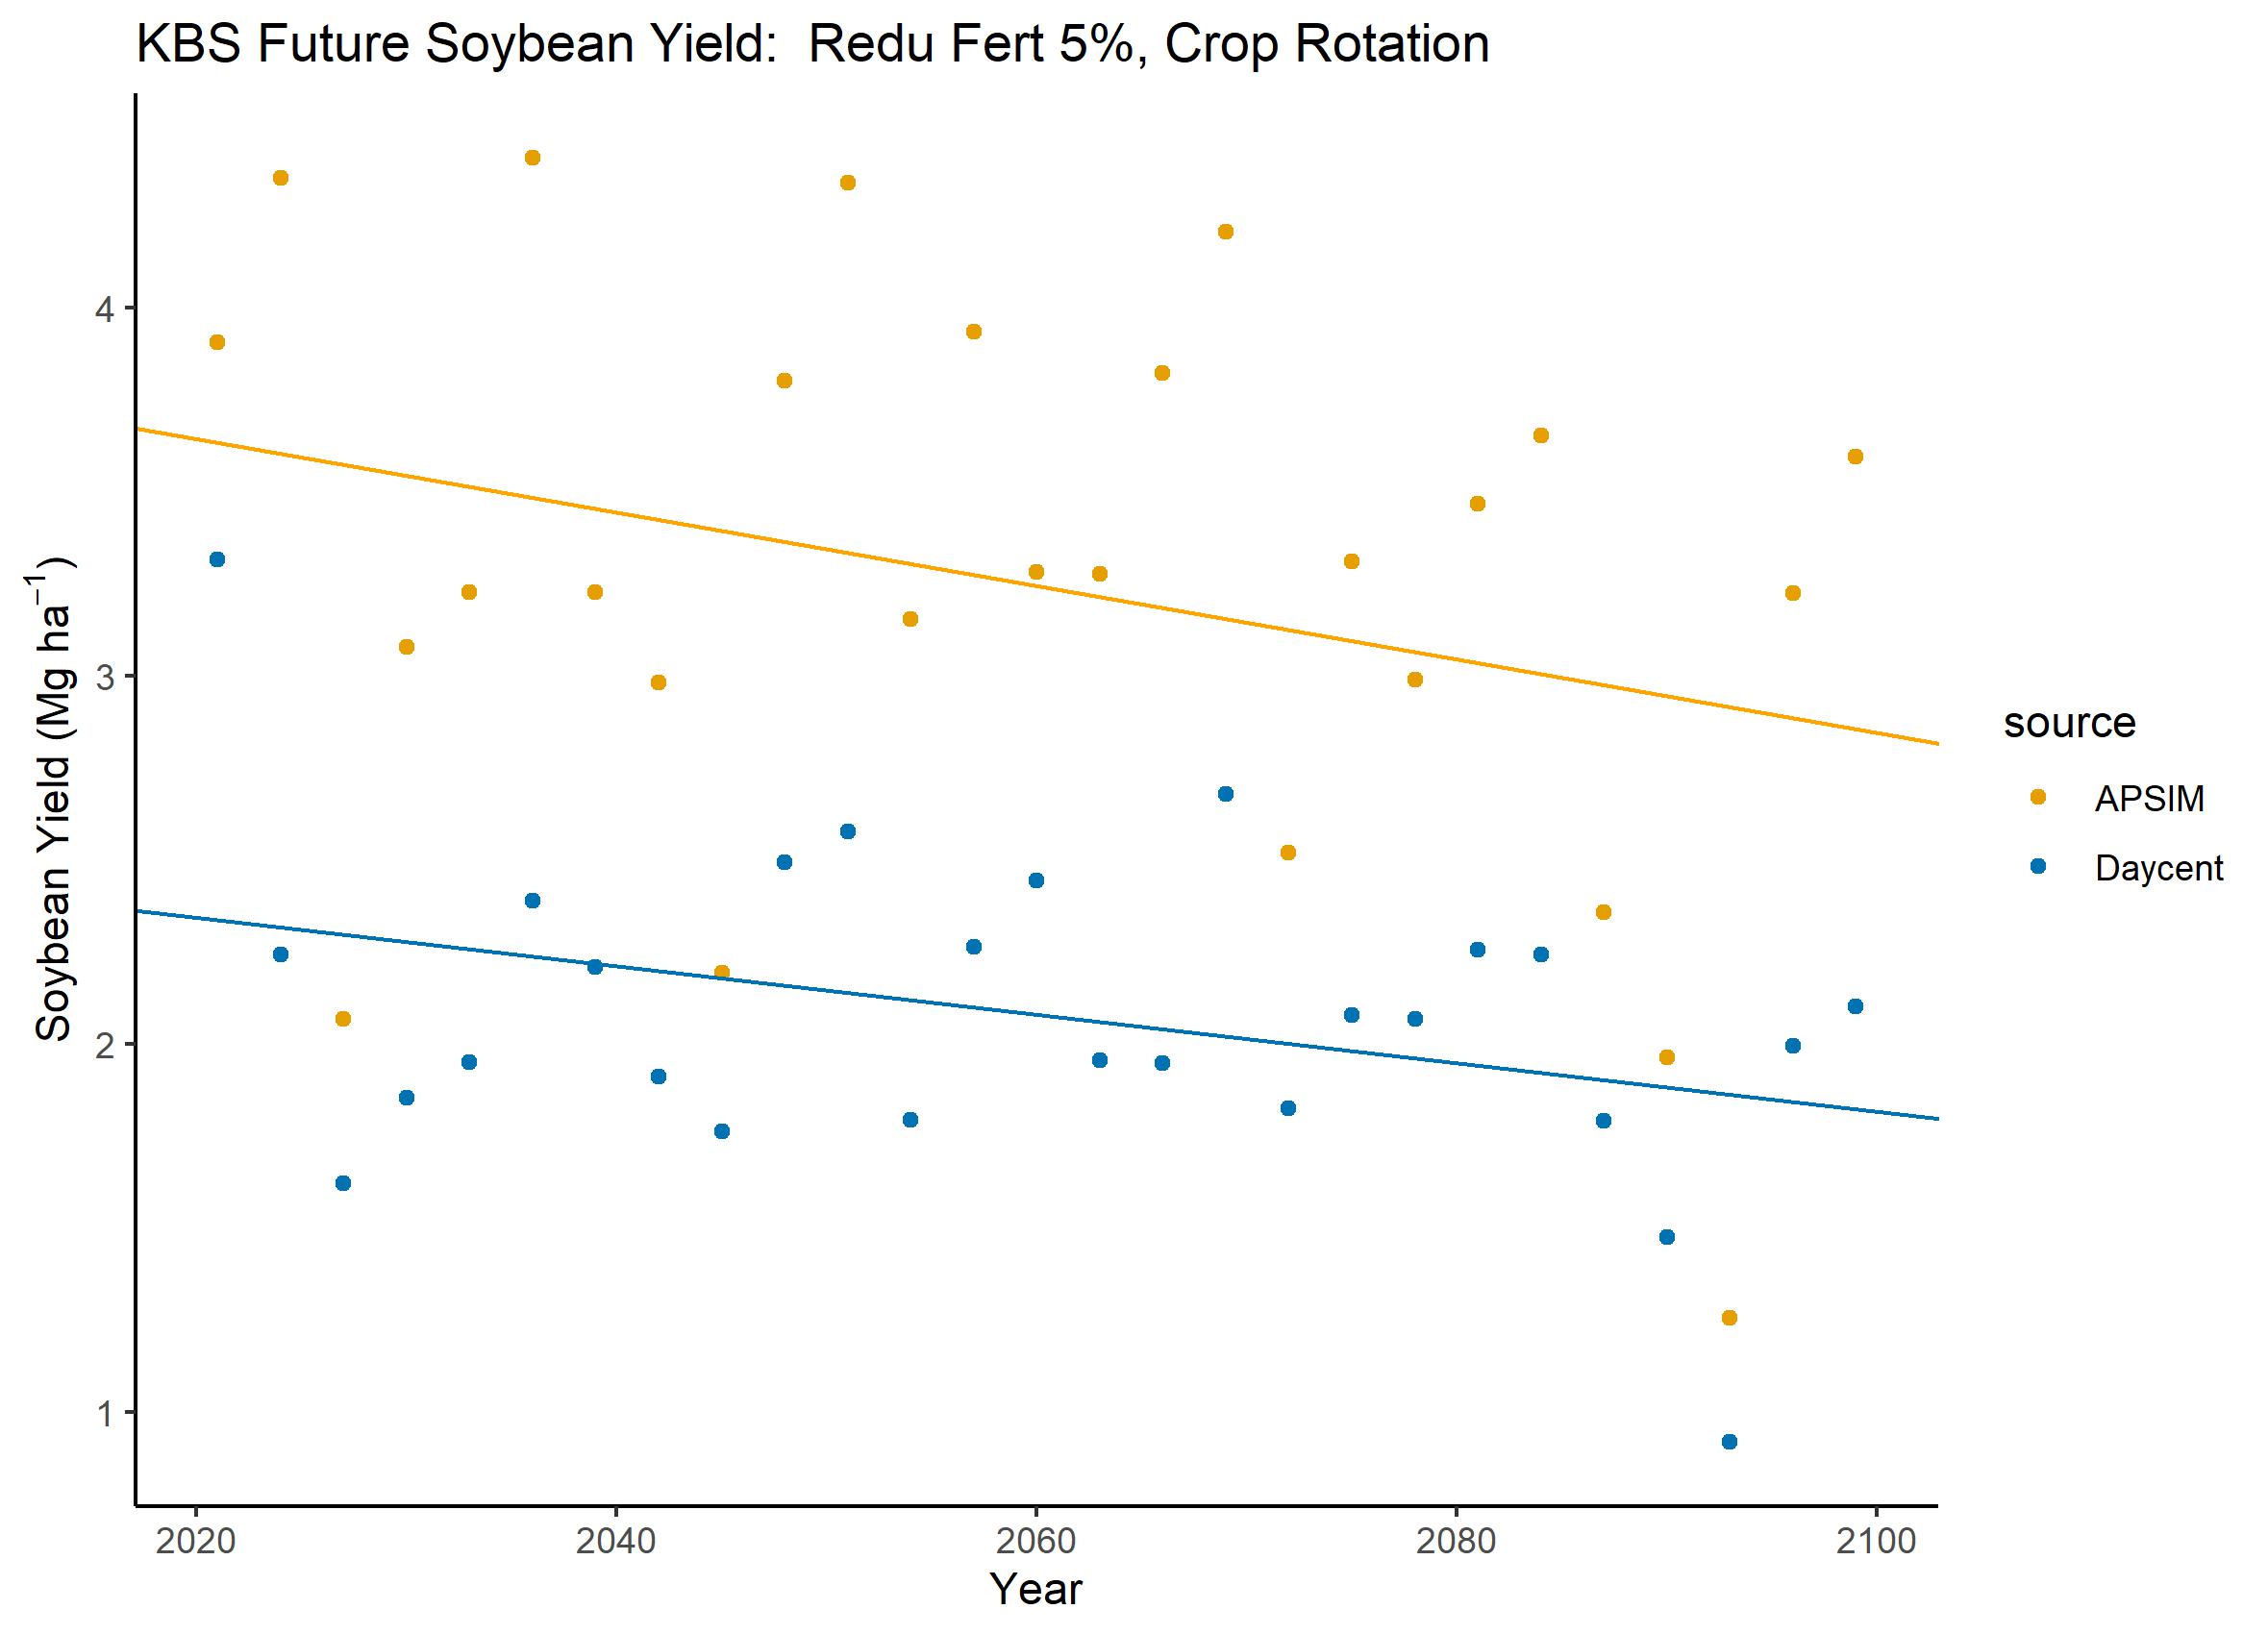 KBS Future Soybean Yield:  Redu Fert 5%, Crop Rotation
Soybean Yield (Mg ha⁻¹)
4
3
2
1
2020
2040
2060
2080
2100
Year
source
APSIM
Daycent